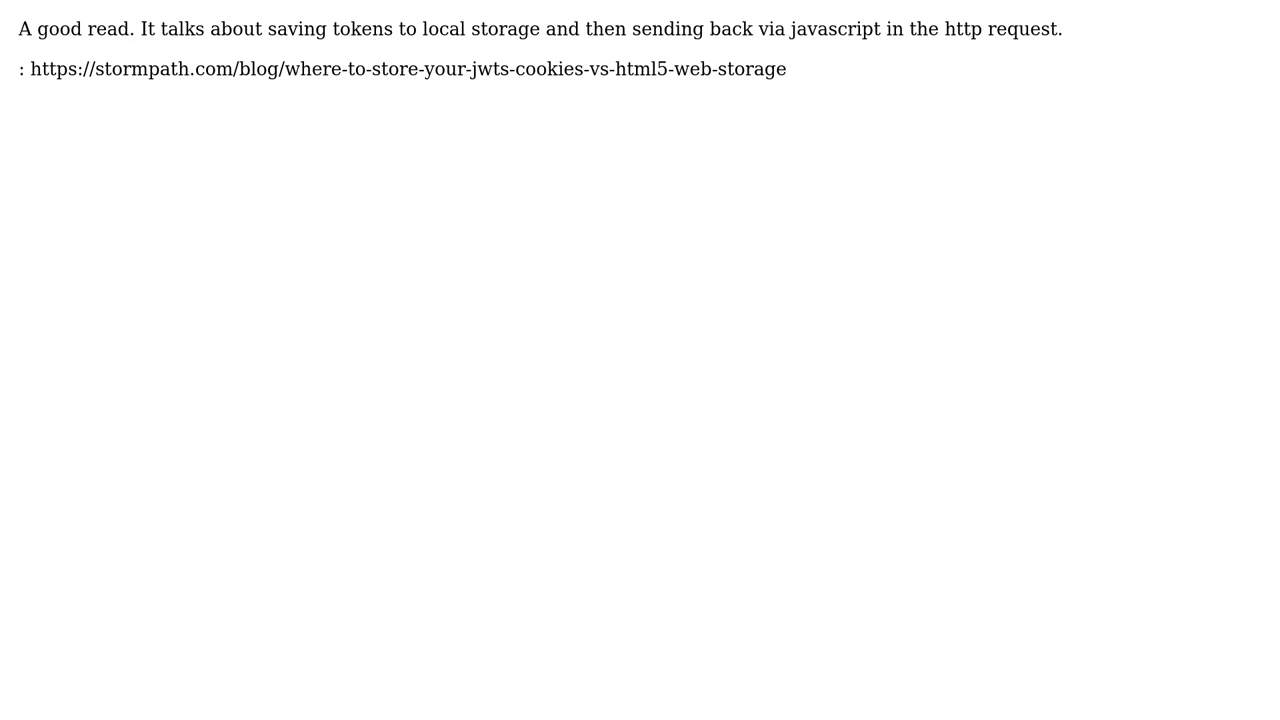 A good read. It talks about saving tokens to local storage and then sending back via javascript in the http request.
: https://stormpath.com/blog/where-to-store-your-jwts-cookies-vs-html5-web-storage